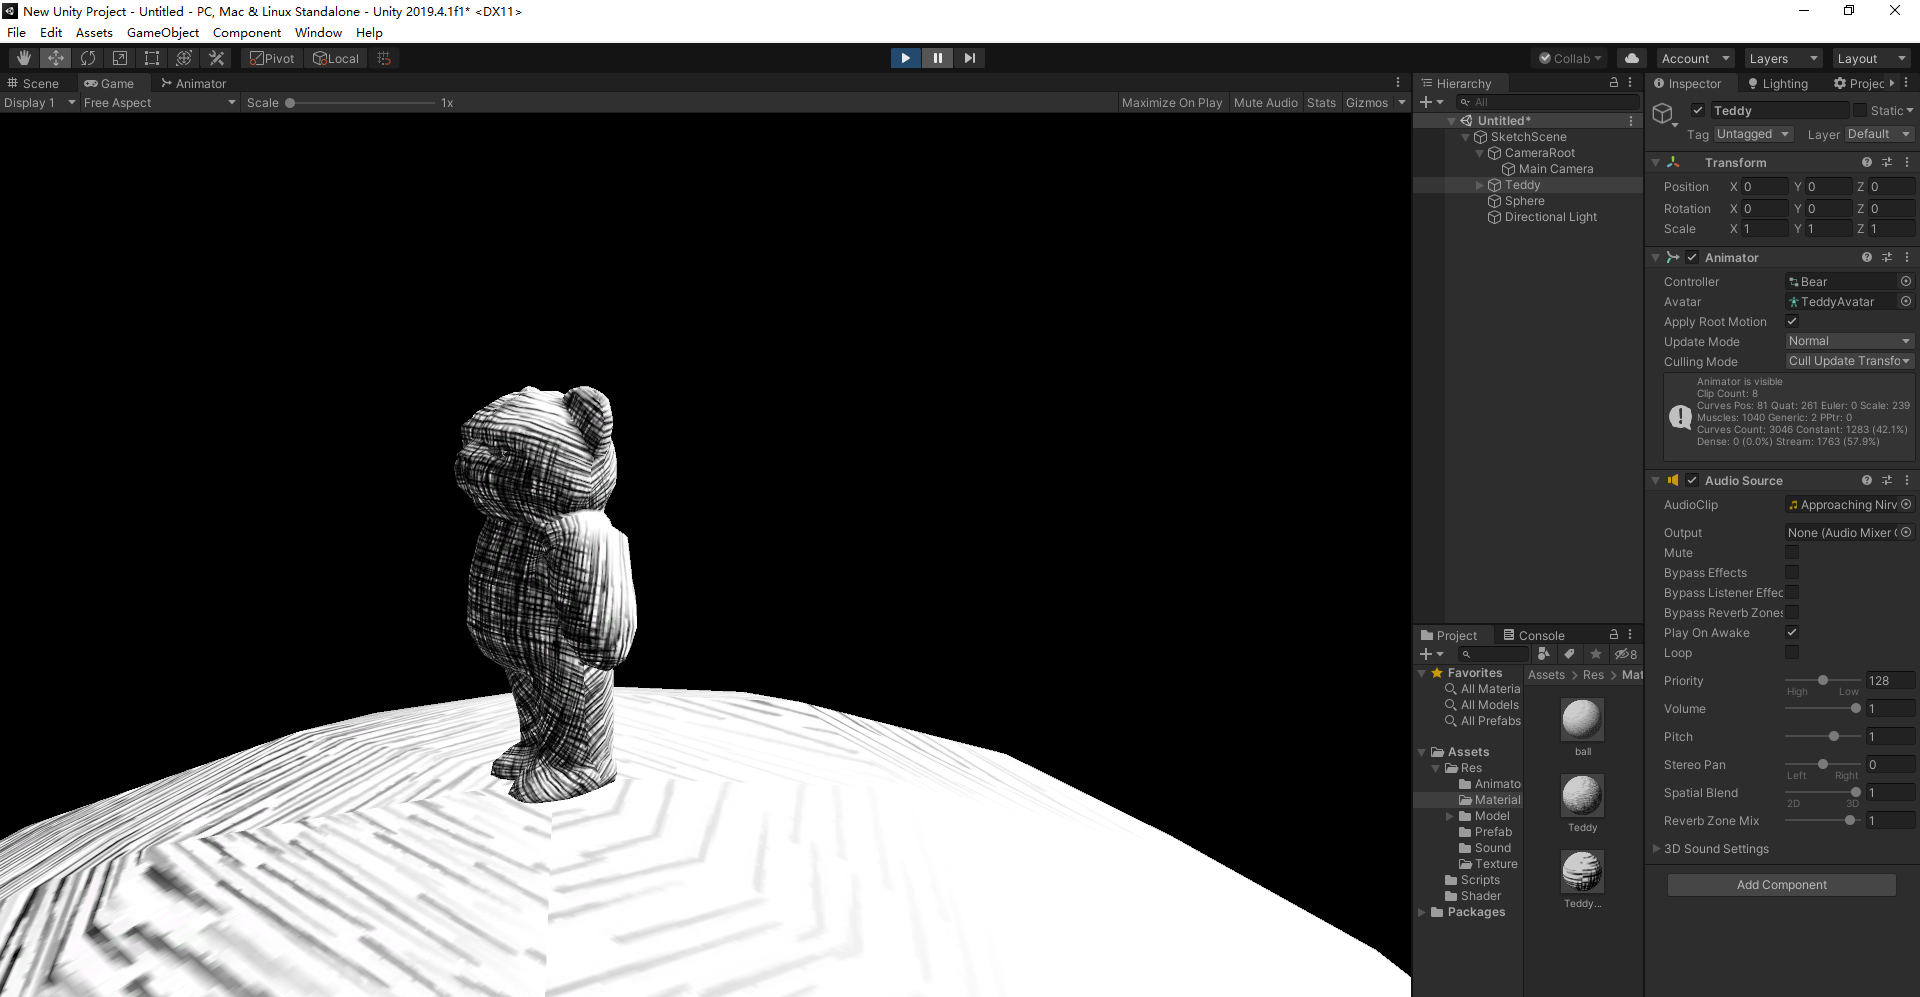 New Unity Project - Untitled - PC, Mac & Linux Standalone - Unity 2019.4.1f1* <DX11>
File Edit Assets GameObject Component Window Help
Pivot Local Collab Account Layers Layout
Scene Game Animator
Display 1 Free Aspect Scale 1x Maximize On Play Mute Audio Stats Gizmos
Hierarchy
All
Untitled*
SketchScene
CameraRoot
Main Camera
Teddy
Sphere
Directional Light
Project Console
8
Favorites
All Materia
All Models
All Prefabs
Assets
Res
Animato
Material
Model
Prefab
Sound
Texture
Scripts
Shader
Packages
Assets > Res > Mat
ball
Teddy
Teddy...
Inspector Lighting Projec
Teddy Static
Tag Untagged Layer Default
Transform
Position X 0 Y 0 Z 0
Rotation X 0 Y 0 Z 0
Scale X 1 Y 1 Z 1
Animator
Controller Bear
Avatar TeddyAvatar
Apply Root Motion
Update Mode Normal
Culling Mode Cull Update Transfo
Animator is visible
Clip Count: 8
Curves Pos: 81 Quat: 261 Euler: 0 Scale: 239
Muscles: 1040 Generic: 2 PPtr: 0
Curves Count: 3046 Constant: 1283 (42.1%)
Dense: 0 (0.0%) Stream: 1763 (57.9%)
Audio Source
AudioClip Approaching Nirv
Output None (Audio Mixer G
Mute
Bypass Effects
Bypass Listener Effec
Bypass Reverb Zones
Play On Awake
Loop
Priority 128
High Low
Volume 1
Pitch 1
Stereo Pan 0
Left Right
Spatial Blend 1
2D 3D
Reverb Zone Mix 1
3D Sound Settings
Add Component